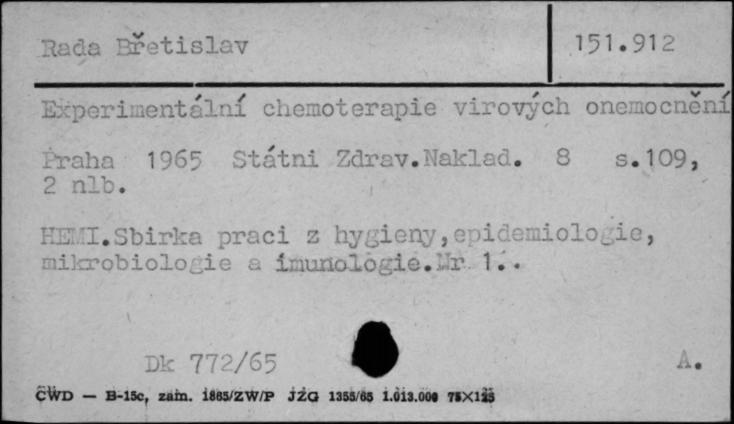 Rada Břetislav 151.912
Experimentální chemoterapie virových onemocnění
Praha 1965 Státni Zdrav.Naklad. 8 s.109,
2 nlb.
HEMI.Sbirka praci z hygieny,epidemiologie,
mikrobiologie a imunologie.Nr 1..
Dk 772/65 A.
CWD — B-15c, zam. 1865/ZW/P JZG 1355/65 1.013.000 75X125